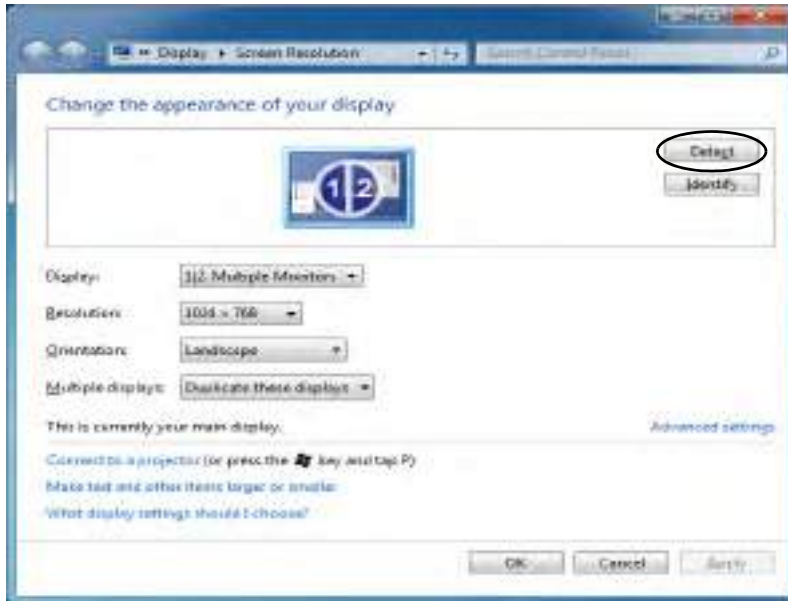 Display ▸ Screen Resolution
Search Control Panel
Change the appearance of your display
1|2
Detect
Identify
Display: 1|2. Multiple Monitors
Resolution: 1024 × 768
Orientation: Landscape
Multiple displays: Duplicate these displays
This is currently your main display.
Advanced settings
Connect to a projector (or press the key and tap P)
Make text and other items larger or smaller
What display settings should I choose?
OK Cancel Apply